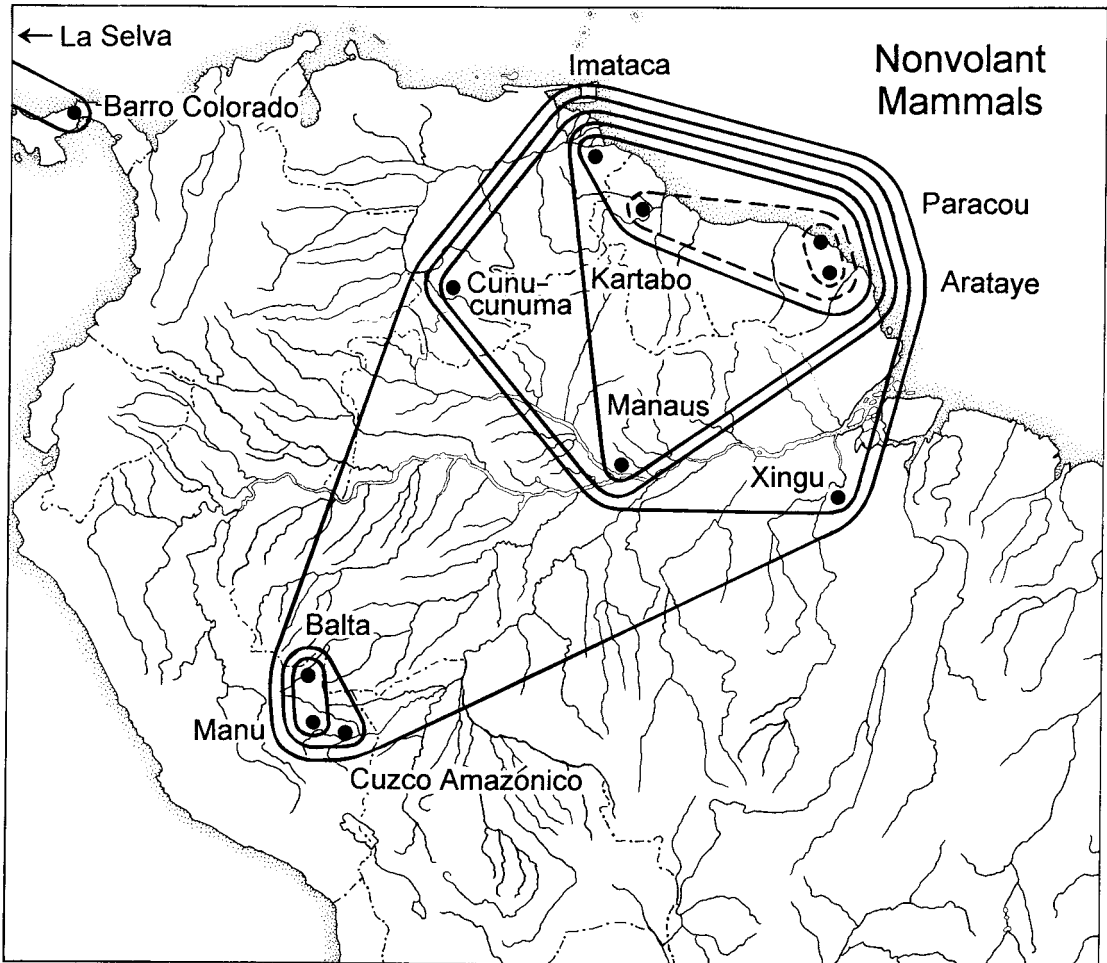 ← La Selva
Barro Colorado
Imataca
Nonvolant
Mammals
Paracou
Kartabo
Arataye
Cunu-
cunuma
Manaus
Xingu
Balta
Manu
Cuzco Amazónico